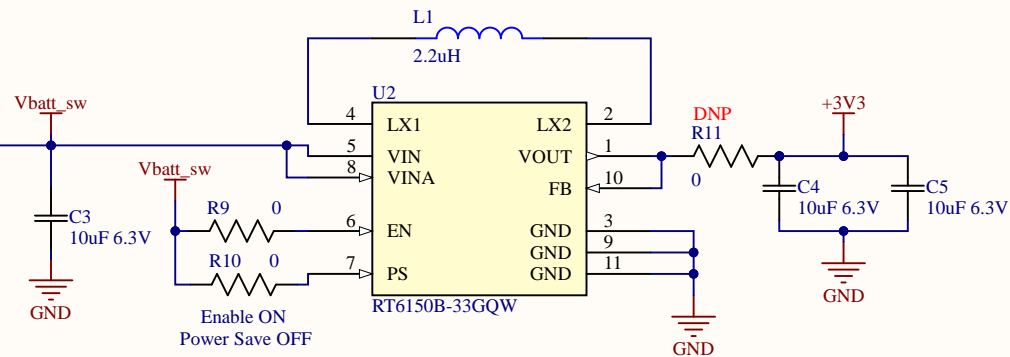 L1
2.2uH
Vbatt_sw
U2
DNP
+3V3
4
LX1
LX2
2
R11
5
VIN
VOUT
1
8
VINA
Vbatt_sw
FB
10
0
C4
10uF 6.3V
C5
10uF 6.3V
C3
10uF 6.3V
R9
0
6
EN
GND
3
GND
9
R10
0
7
PS
GND
11
GND
RT6150B-33GQW
Enable ON
Power Save OFF
GND
GND